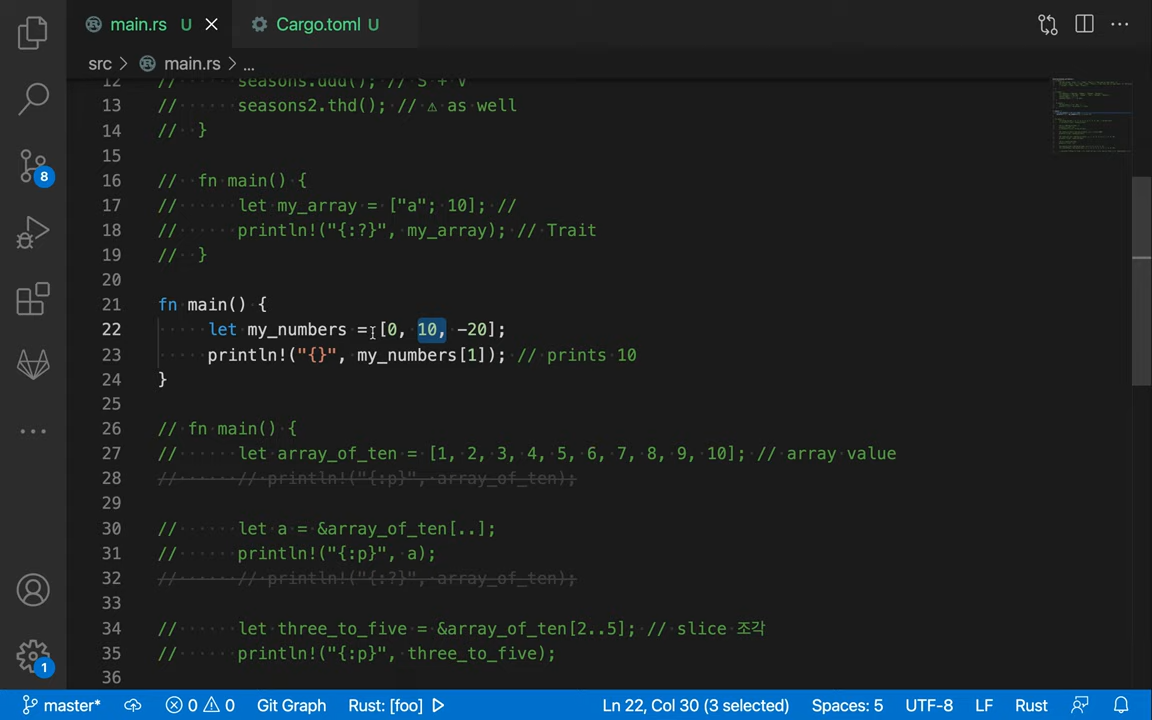 main.rs U Cargo.toml U
src > main.rs > ...
12 // seasons.ddd(); // S + V
13 // seasons2.thd(); // ⚠ as well
14 // }
15
16 // fn main() {
17 // let my_array = ["a"; 10]; //
18 // println!("{:?}", my_array); // Trait
19 // }
20
21 fn main() {
22 let my_numbers = [0, 10, -20];
23 println!("{}", my_numbers[1]); // prints 10
24 }
25
26 // fn main() {
27 // let array_of_ten = [1, 2, 3, 4, 5, 6, 7, 8, 9, 10]; // array value
28 // // println!("{:p}", array_of_ten);
29
30 // let a = &array_of_ten[..];
31 // println!("{:p}", a);
32 // // println!("{:?}", array_of_ten);
33
34 // let three_to_five = &array_of_ten[2..5]; // slice 조각
35 // println!("{:p}", three_to_five);
36
8
1
master* 0 0 Git Graph Rust: [foo] Ln 22, Col 30 (3 selected) Spaces: 5 UTF-8 LF Rust